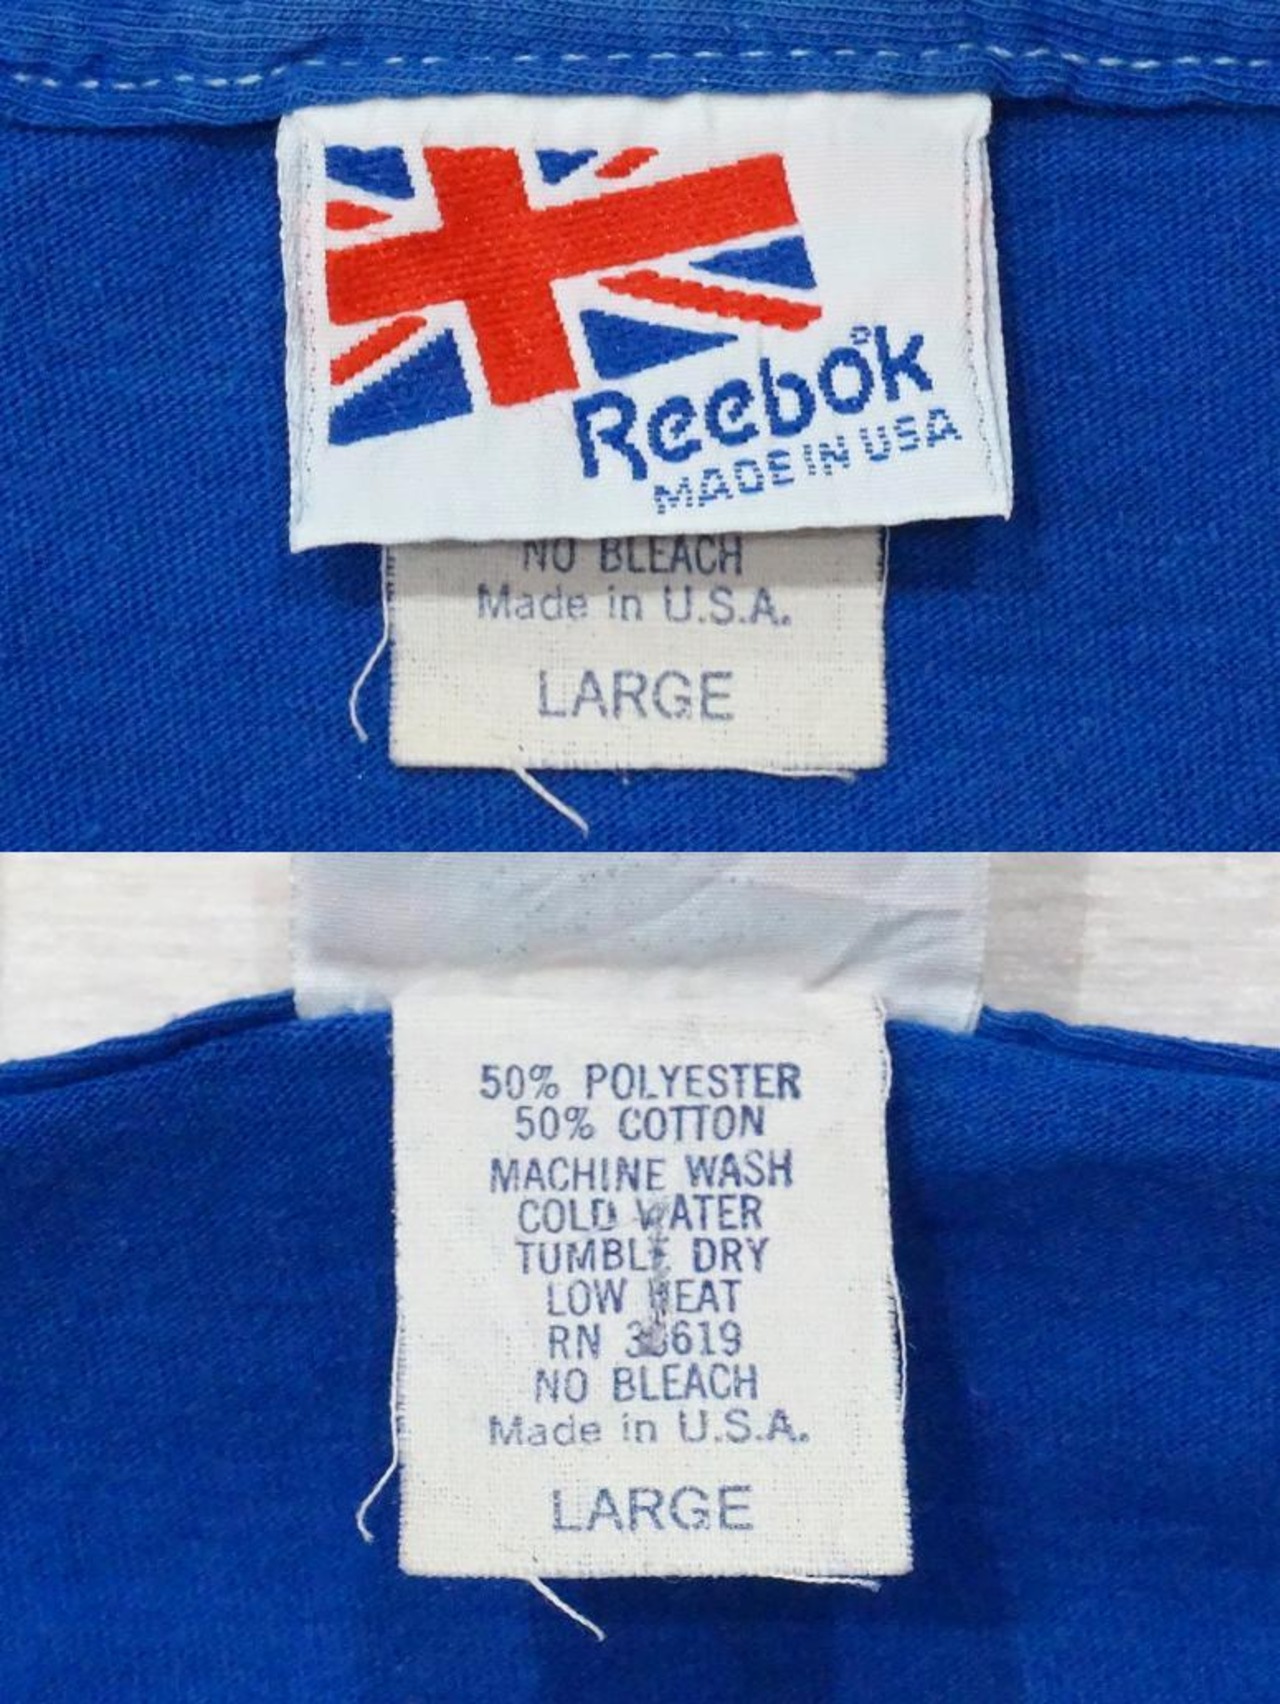 Reebok
MADE IN USA
NO BLEACH
Made in U.S.A.
LARGE
50% POLYESTER
50% COTTON
MACHINE WASH
COLD WATER
TUMBLE DRY
LOW HEAT
RN
NO BLEACH
Made in U.S.A.
LARGE